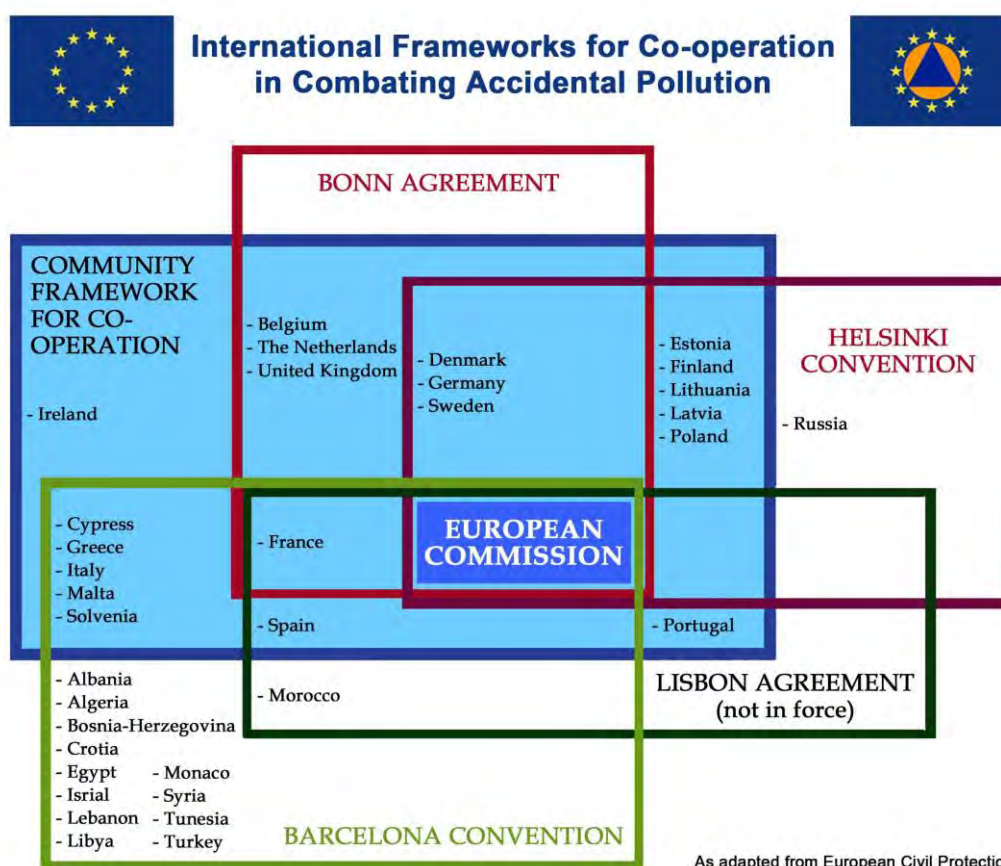 International Frameworks for Co-operation
in Combating Accidental Pollution
BONN AGREEMENT
COMMUNITY
FRAMEWORK
FOR CO-
OPERATION
- Ireland
- Belgium
- The Netherlands
- United Kingdom
- Denmark
- Germany
- Sweden
- Estonia
- Finland
- Lithuania
- Latvia
- Poland
HELSINKI
CONVENTION
- Russia
- Cypress
- Greece
- Italy
- Malta
- Solvenia
- France
EUROPEAN
COMMISSION
- Spain
- Portugal
- Morocco
LISBON AGREEMENT
(not in force)
- Albania
- Algeria
- Bosnia-Herzegovina
- Crotia
- Egypt
- Isrial
- Lebanon
- Libya
- Monaco
- Syria
- Tunesia
- Turkey
BARCELONA CONVENTION
As adapted from European Civil Protectio